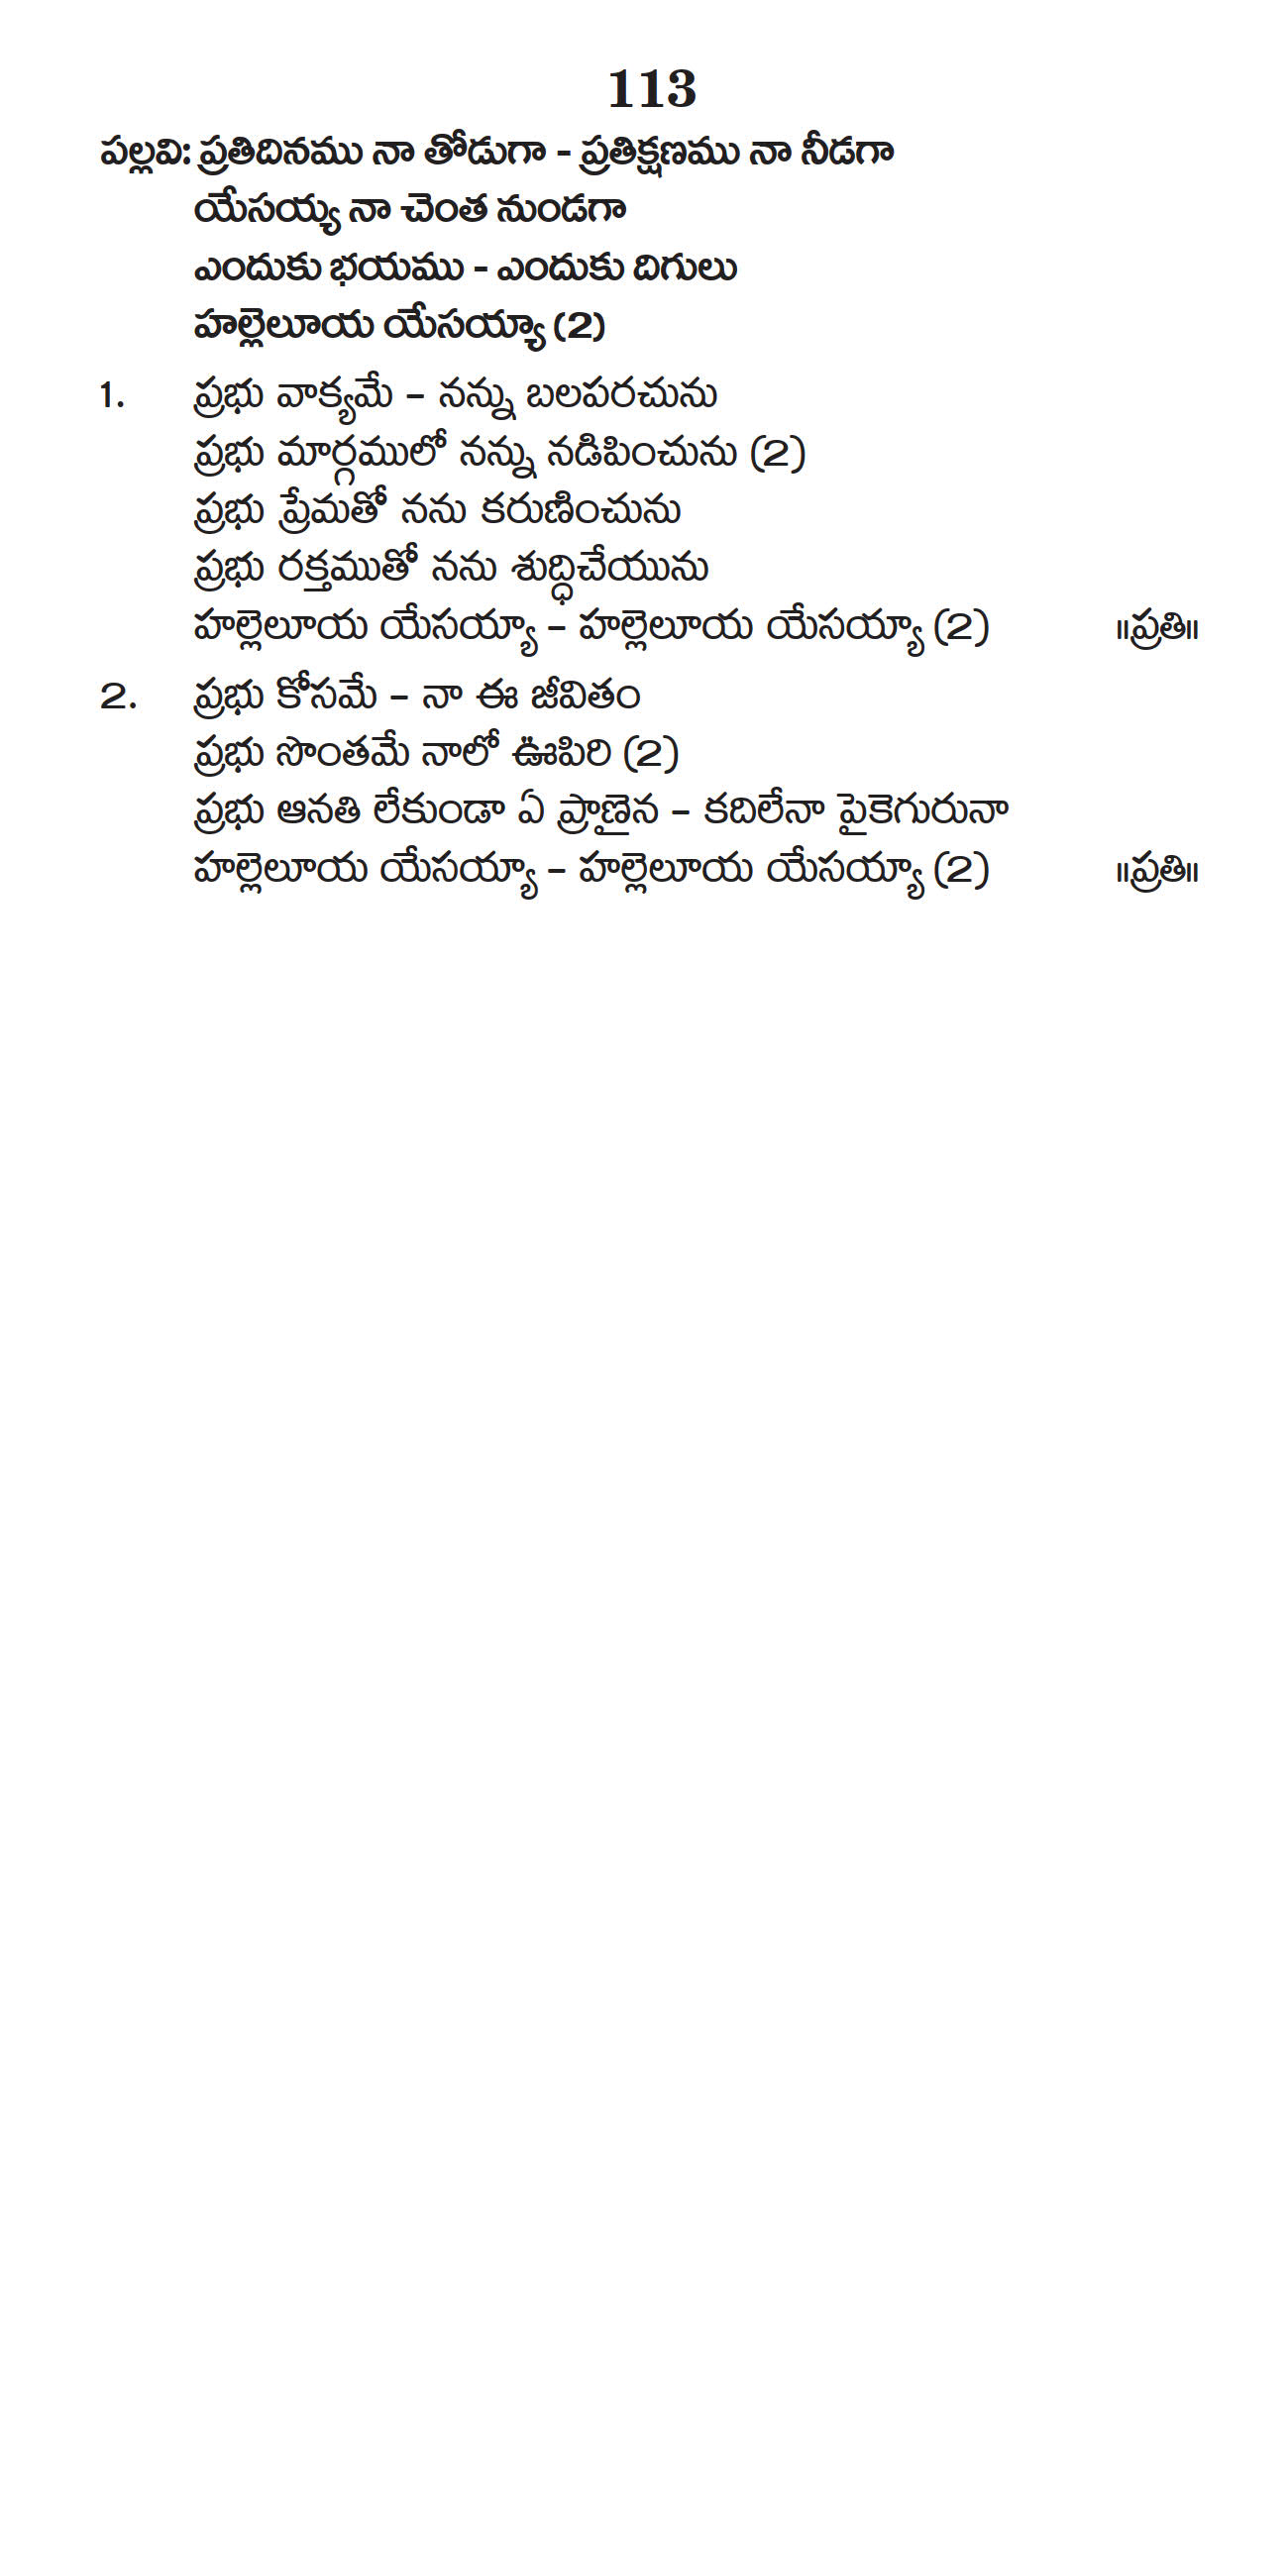 113
పల్లవి: ప్రతిదినము నా తోడుగా - ప్రతిక్షణము నా నీడగా
యేసయ్య నా చెంత నుండగా
ఎందుకు భయము - ఎందుకు దిగులు
హల్లెలూయ యేసయ్యా (2)
1. ప్రభు వాక్యమే – నన్ను బలపరచును
ప్రభు మార్గములో నన్ను నడిపించును (2)
ప్రభు ప్రేమతో నను కరుణించును
ప్రభు రక్తముతో నను శుద్ధిచేయును
హల్లెలూయ యేసయ్యా – హల్లెలూయ యేసయ్యా (2) ॥ప్రతి॥
2. ప్రభు కోసమే – నా ఈ జీవితం
ప్రభు సొంతమే నాలో ఊపిరి (2)
ప్రభు ఆనతి లేకుండా ఏ ప్రాణైన – కదిలేనా పైకెగురునా
హల్లెలూయ యేసయ్యా – హల్లెలూయ యేసయ్యా (2) ॥ప్రతి॥